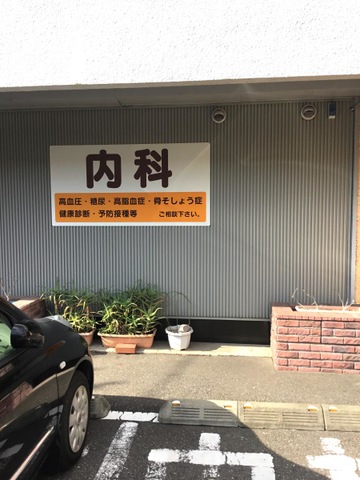 内科
高血圧・糖尿・高脂血症・骨そしょう症
健康診断・予防接種等 ご相談下さい。